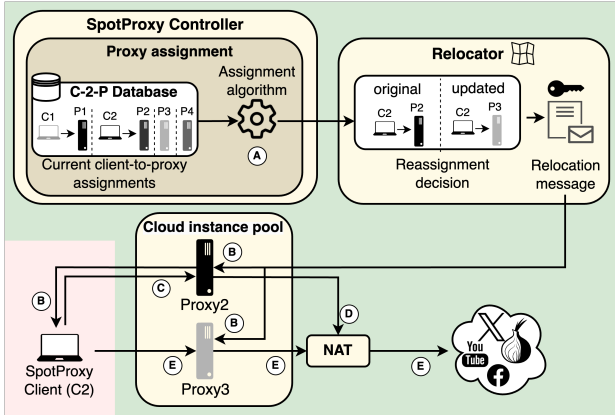 SpotProxy Controller
Proxy assignment
C-2-P Database
C1
P1
C2
P2
P3
P4
Current client-to-proxy
assignments
Assignment
algorithm
A
Relocator
original
updated
C2
P2
C2
P3
Reassignment
decision
Relocation
message
Cloud instance pool
B
B
C
Proxy2
D
B
SpotProxy
Client (C2)
E
Proxy3
E
NAT
E
X
You
Tube
f